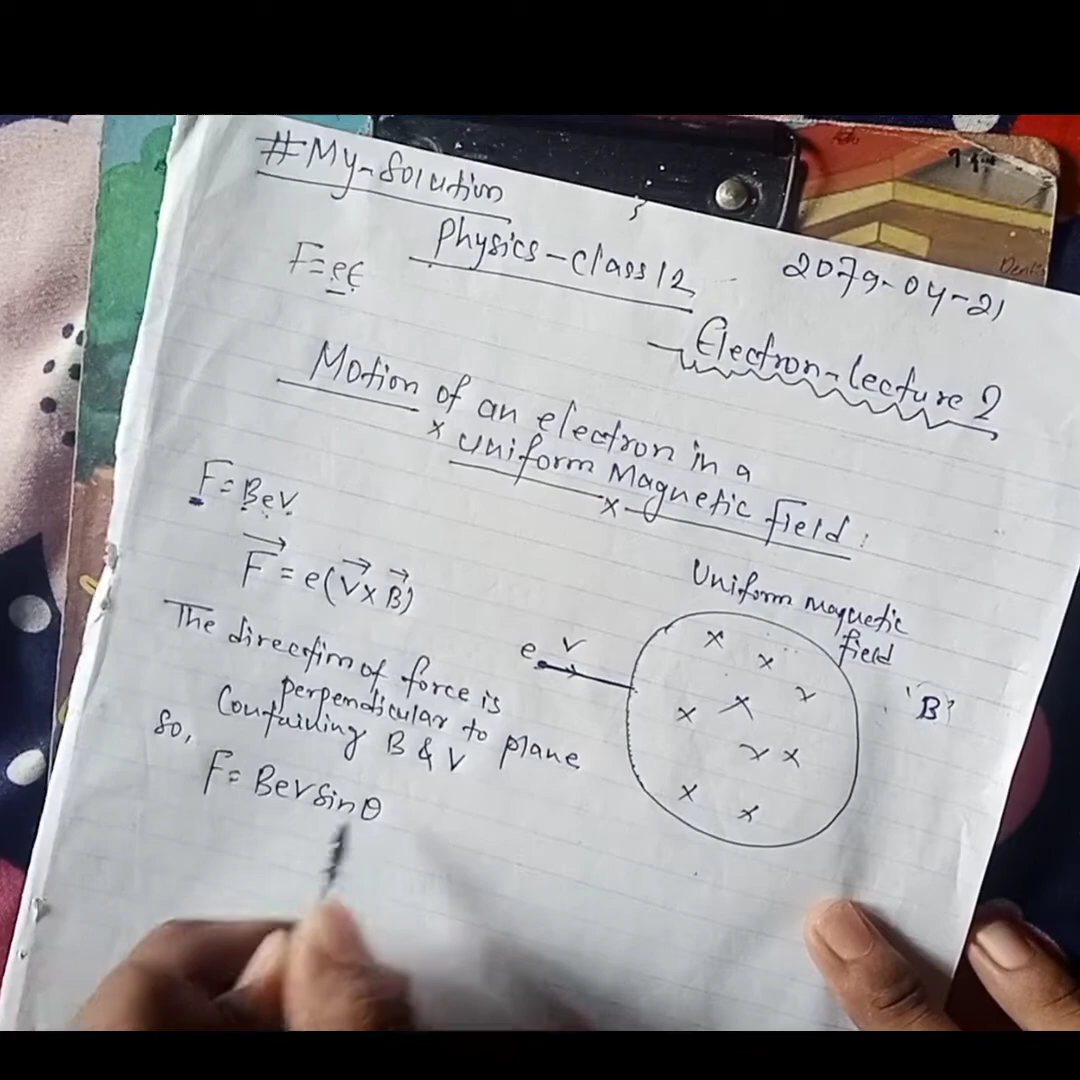 #My-Solution
Physics-class 12
2079-04-21
F=eE
Electron-lecture 2
Motion of an electron in a
uniform Magnetic field:
F=Bev
F=e(v×B)
The direction of force is
perpendicular to plane
Containing B & V
So,
F=Bevsinθ
Uniform magnetic
field
'B'
e v
x x
x x
x x
x x